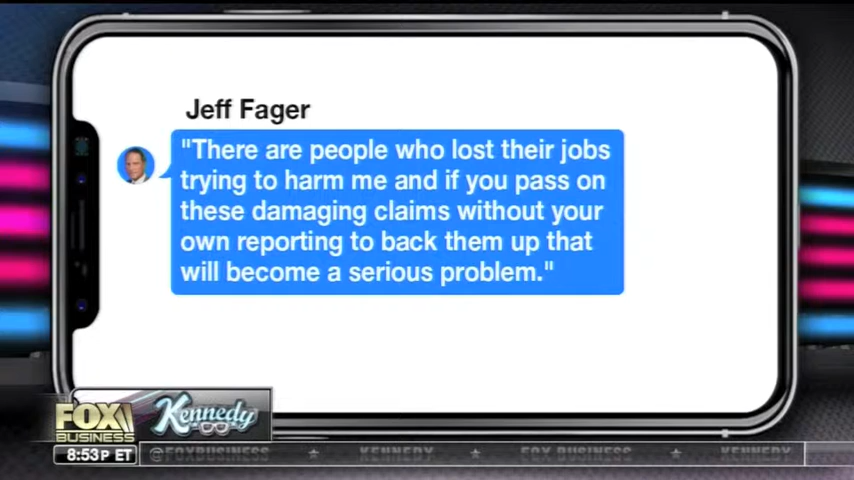 Jeff Fager
"There are people who lost their jobs
trying to harm me and if you pass on
these damaging claims without your
own reporting to back them up that
will become a serious problem."
FOX
BUSINESS
Kennedy
8:53P ET
@FOXBUSINESS ★ KENNEDY ★ FOX BUSINESS ★ KENNEDY